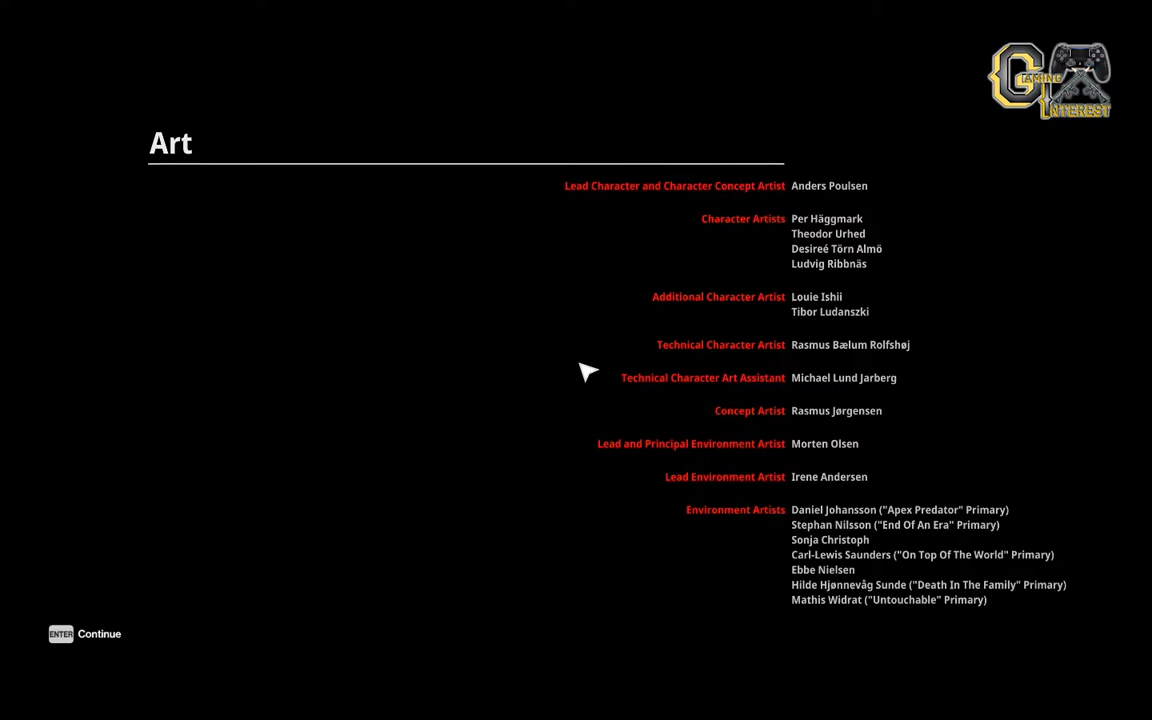 GAMING
INTEREST
Art
Lead Character and Character Concept Artist Anders Poulsen
Character Artists Per Häggmark
Theodor Urhed
Desireé Törn Almö
Ludvig Ribbnäs
Additional Character Artist Louie Ishii
Tibor Ludanszki
Technical Character Artist Rasmus Bælum Rolfshøj
Technical Character Art Assistant Michael Lund Jarberg
Concept Artist Rasmus Jørgensen
Lead and Principal Environment Artist Morten Olsen
Lead Environment Artist Irene Andersen
Environment Artists Daniel Johansson ("Apex Predator" Primary)
Stephan Nilsson ("End Of An Era" Primary)
Sonja Christoph
Carl-Lewis Saunders ("On Top Of The World" Primary)
Ebbe Nielsen
Hilde Hjønnevåg Sunde ("Death In The Family" Primary)
Mathis Widrat ("Untouchable" Primary)
ENTER Continue